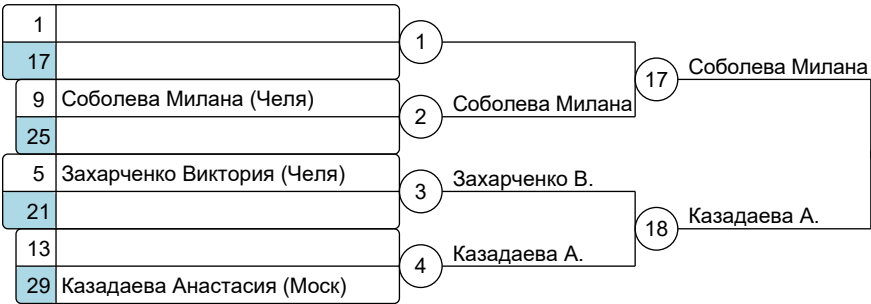 1
17
1
9 Соболева Милана (Челя)
25
2
Соболева Милана
17
Соболева Милана
5 Захарченко Виктория (Челя)
21
3
Захарченко В.
13
29 Казадаева Анастасия (Моск)
4
Казадаева А.
18
Казадаева А.